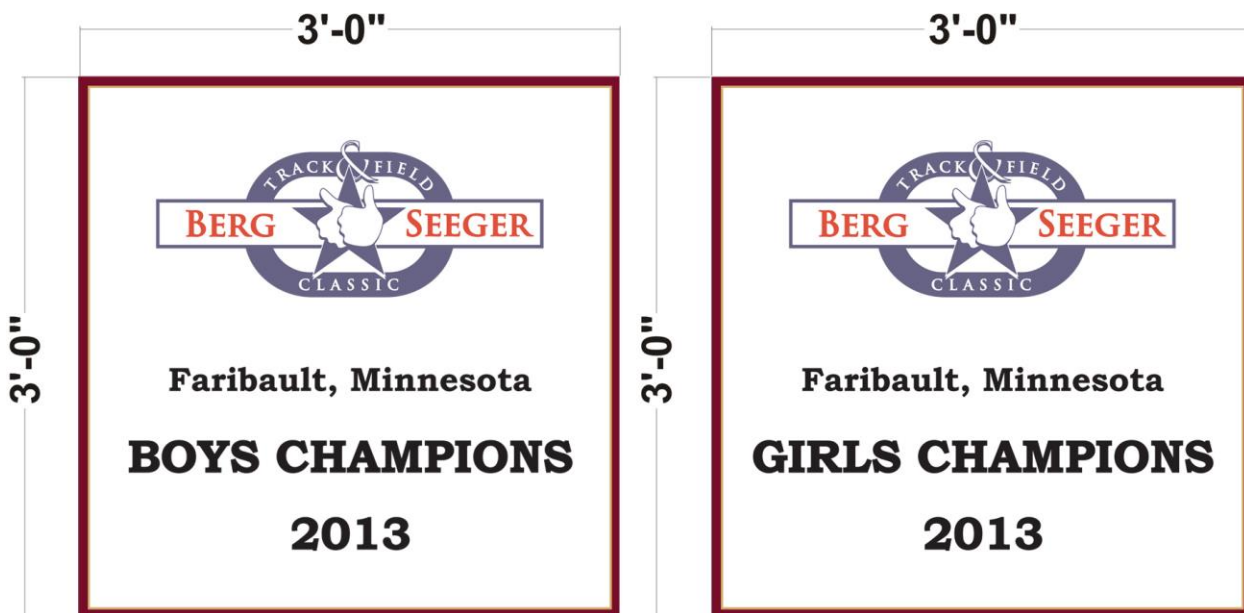 3'-0"
3'-0"
TRACK & FIELD
BERG SEEGER
CLASSIC
3'-0"
Faribault, Minnesota
BOYS CHAMPIONS
2013
TRACK & FIELD
BERG SEEGER
CLASSIC
3'-0"
Faribault, Minnesota
GIRLS CHAMPIONS
2013